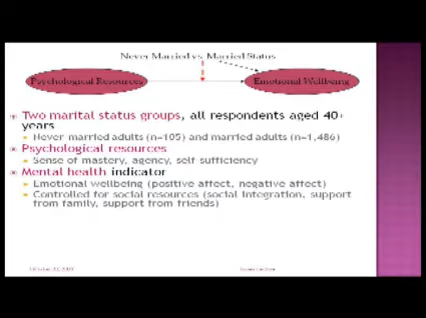 Never Married vs. Married Status
Psychological Resources
Emotional Wellbeing
Two marital status groups, all respondents aged 40+
years
Never married adults (n=105) and married adults (n=1,486)
Psychological resources
Sense of mastery, agency, self sufficiency
Mental health indicator
Emotional wellbeing (positive affect, negative affect)
Controlled for social resources (social integration, support
from family, support from friends)